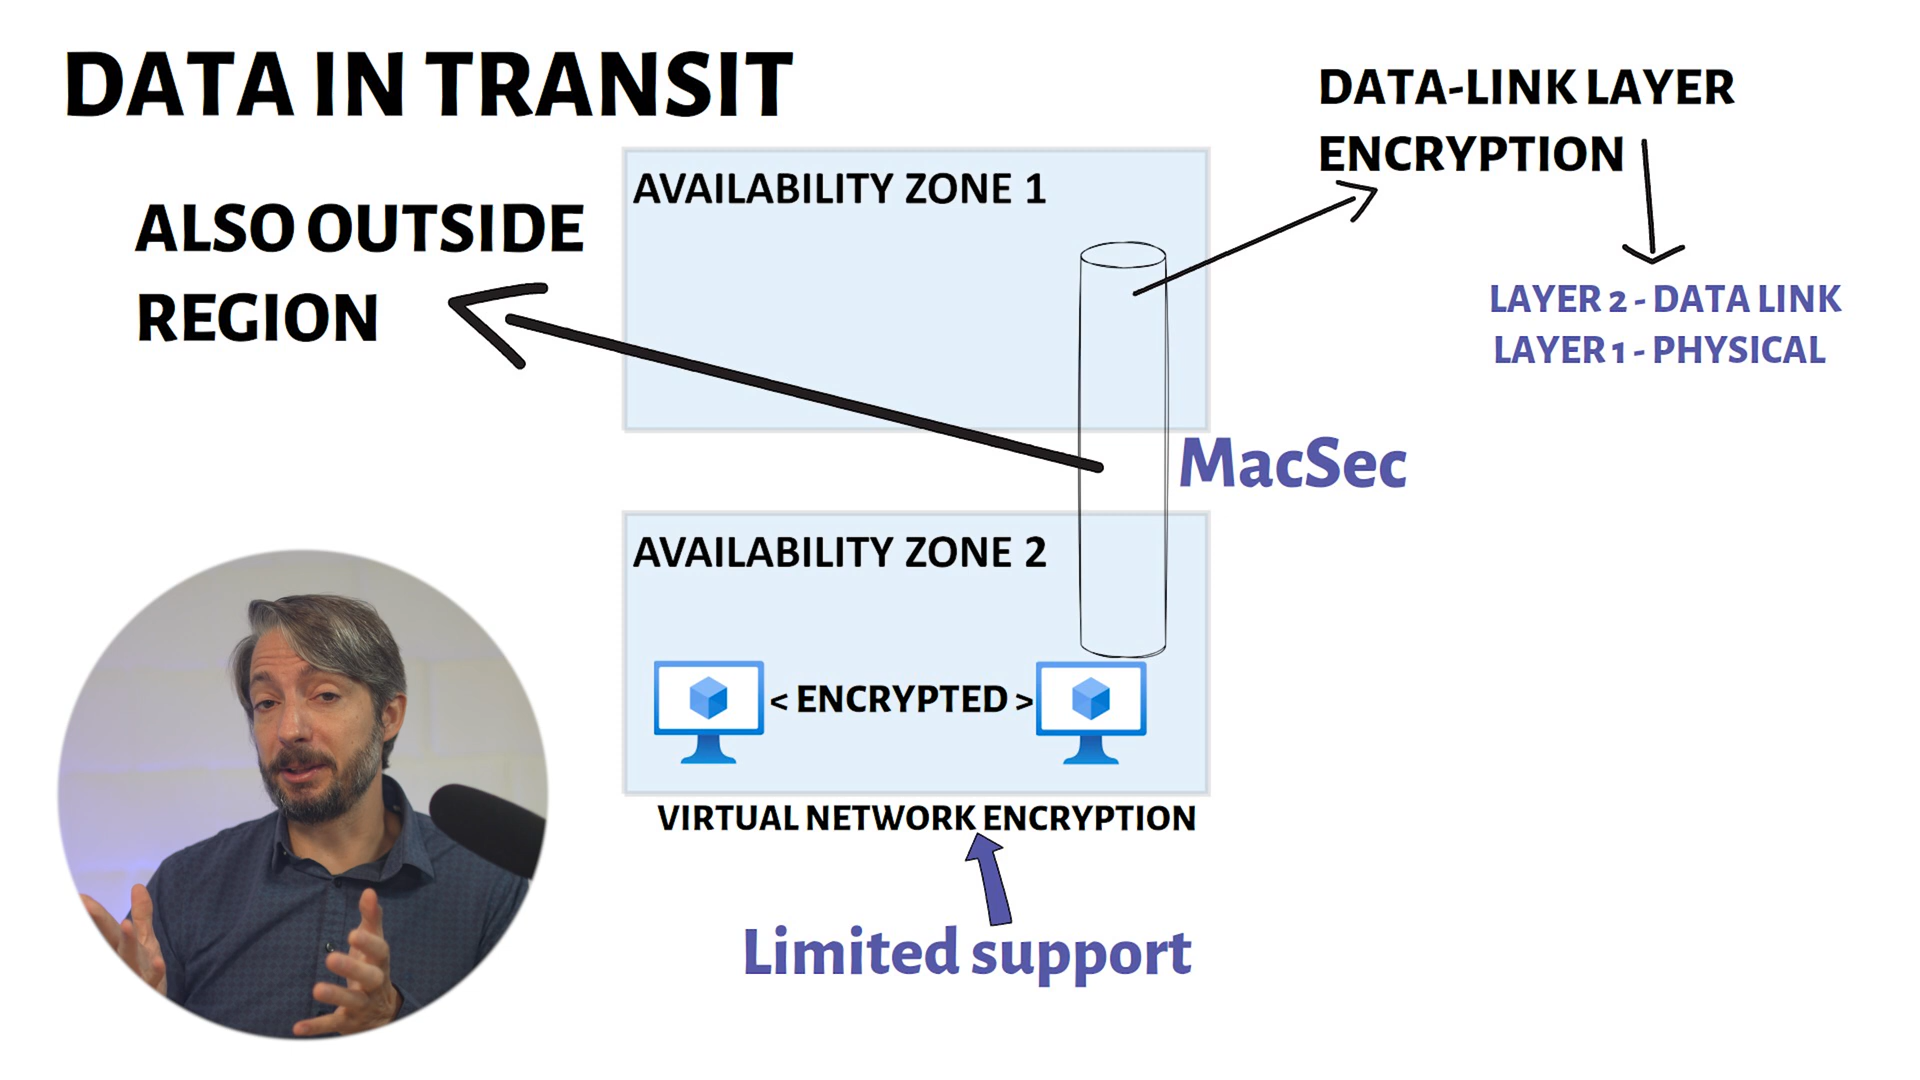 DATA IN TRANSIT
ALSO OUTSIDE
REGION
AVAILABILITY ZONE 1
DATA-LINK LAYER
ENCRYPTION
LAYER 2 - DATA LINK
LAYER 1 - PHYSICAL
MacSec
AVAILABILITY ZONE 2
< ENCRYPTED >
VIRTUAL NETWORK ENCRYPTION
Limited support